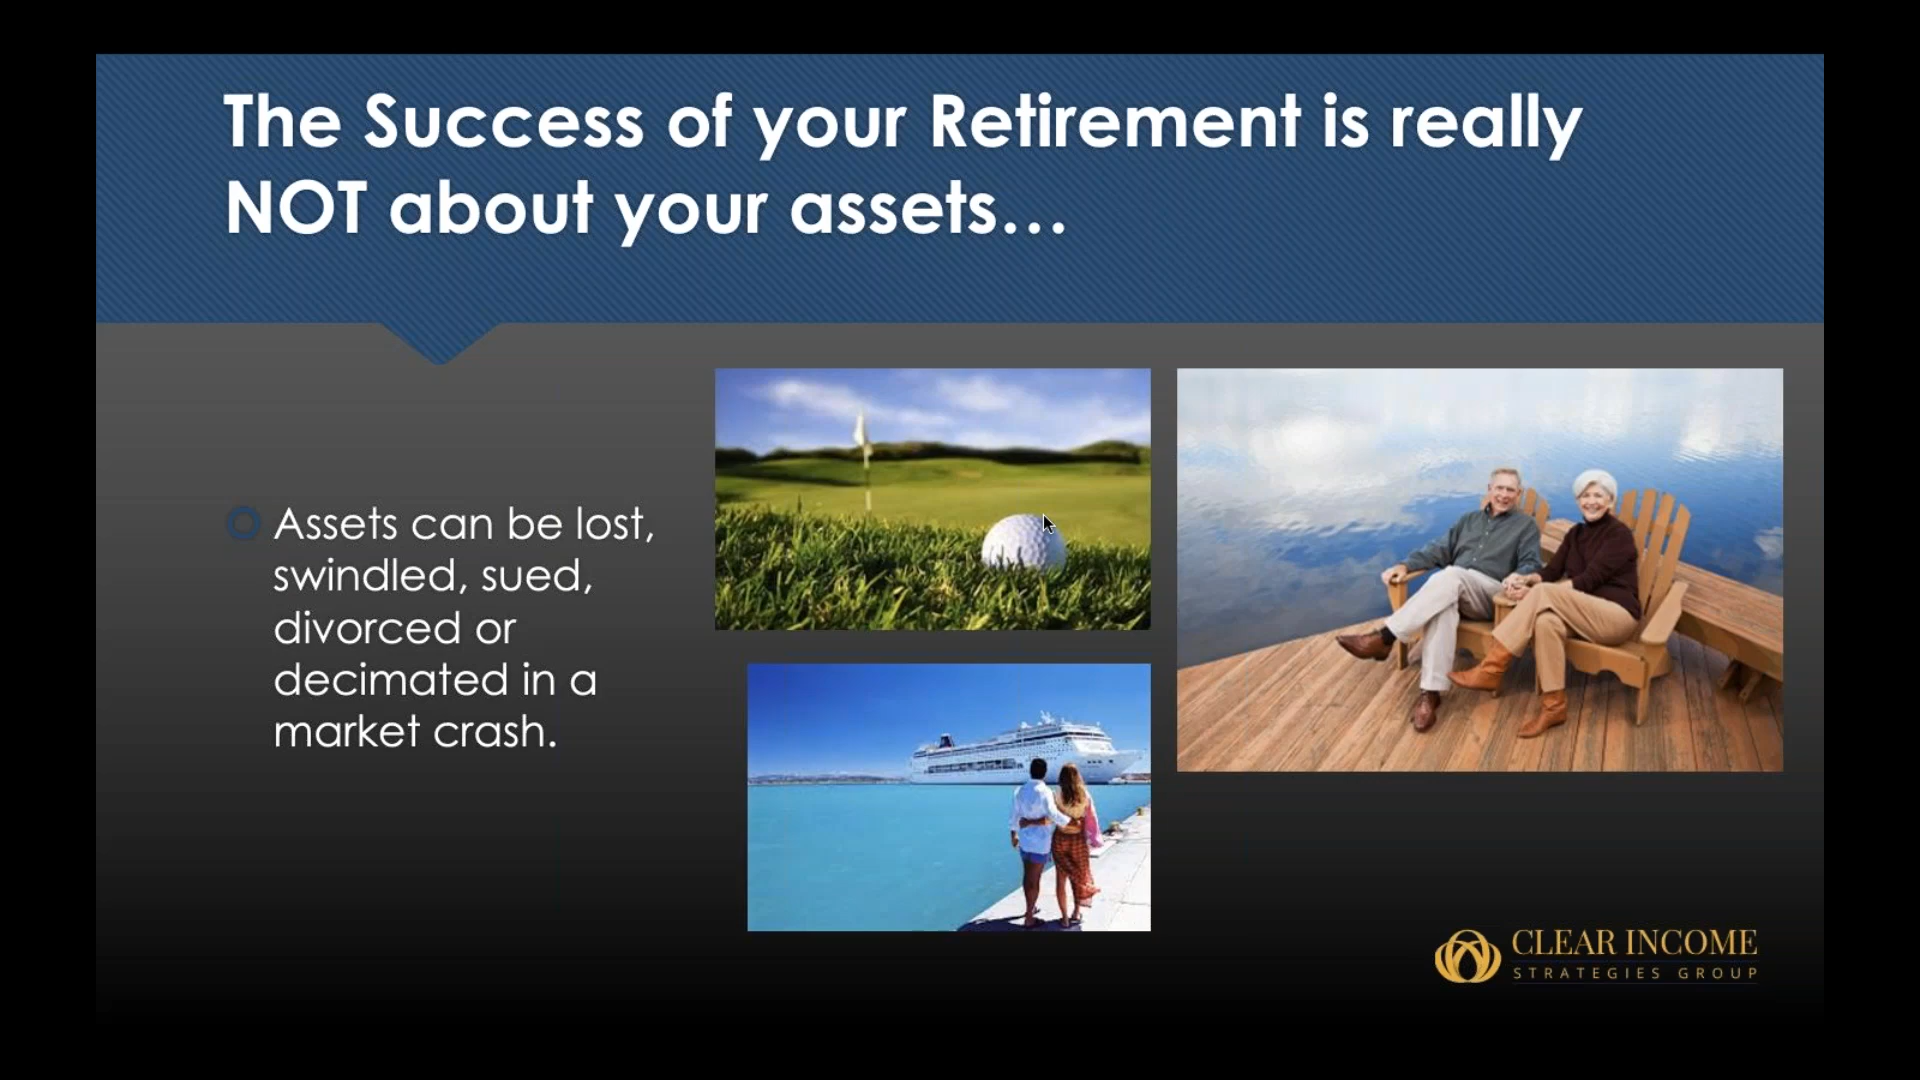 The Success of your Retirement is really
NOT about your assets...
Assets can be lost,
swindled, sued,
divorced or
decimated in a
market crash.
CLEAR INCOME
STRATEGIES GROUP